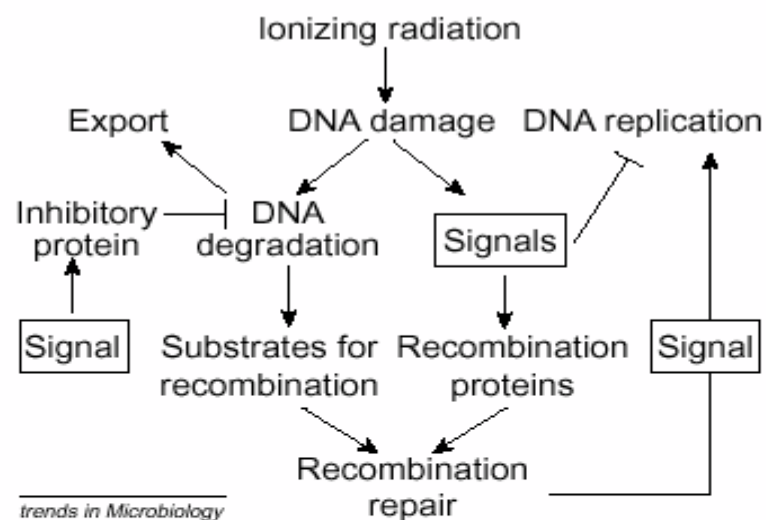 Ionizing radiation
Export
DNA damage
DNA replication
Inhibitory
protein
DNA
degradation
Signals
Signal
Substrates for
recombination
Recombination
proteins
Signal
Recombination
repair
trends in Microbiology